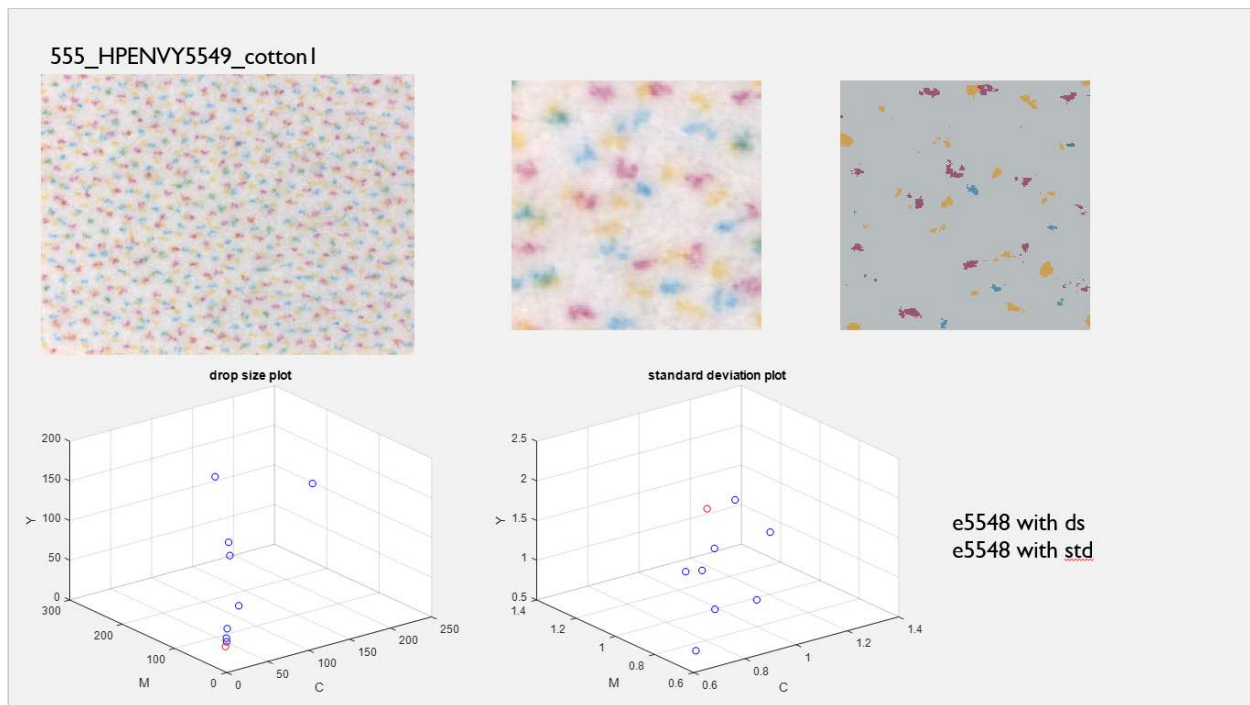 555_HPENVY5549_cotton1
drop size plot
200
150
100
50
0
Y
300
200
100
0
M
0
50
100
150
200
250
C
standard deviation plot
2.5
2
1.5
1
0.5
Y
1.4
1.2
1
0.8
0.6
M
0.6
0.8
1
1.2
1.4
C
e5548 with ds
e5548 with std